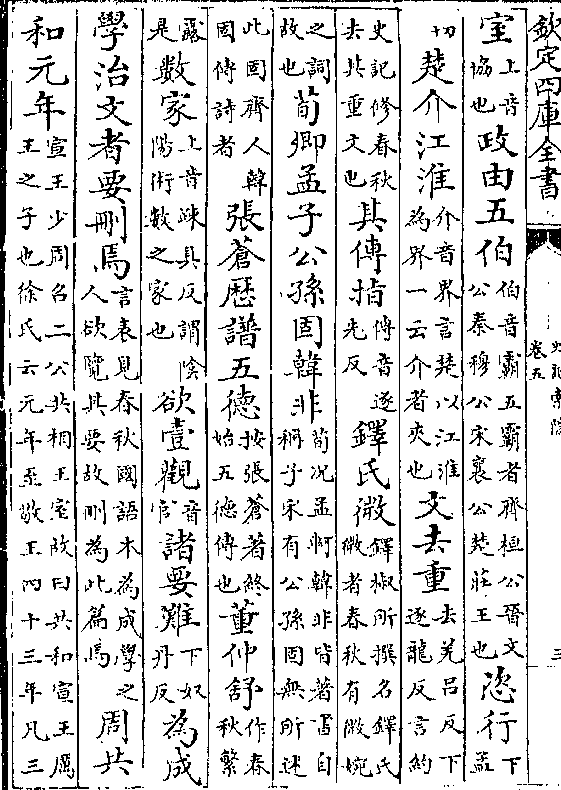 欽定四庫全書
史記索隱
卷五
三
室上音協也政由五伯伯音霸五霸者齊桓公晉文公秦穆公宋襄公楚莊王也恣行下孟
切楚介江淮介音界言楚以江淮為界一云介者夾也文去重去羌吕反下逐龍反言約
史記修春秋去其重文也其傳指傳音逐先反鐸氏微鐸椒所撰名鐸氏微者春秋有微婉
之詞故也荀卿孟子公孫固韓非荀况孟軻韓非皆著書自稱子宋有公孫固無所述
此固齊人韓固傳詩者張蒼歴譜五德按張蒼著終始五德傳也董仲舒作春秋繁
露是數家上音疎具反謂陰陽術數之家也欲壹觀音官諸要難下奴丹反為成
學治文者要刪焉言表見春秋國語本為成學之人欲覽其要故刪為此篇焉周共
和元年宣王少周召二公共相王室故曰共和宣王厲王之子也徐氏云元年至敬王四十三年凡三